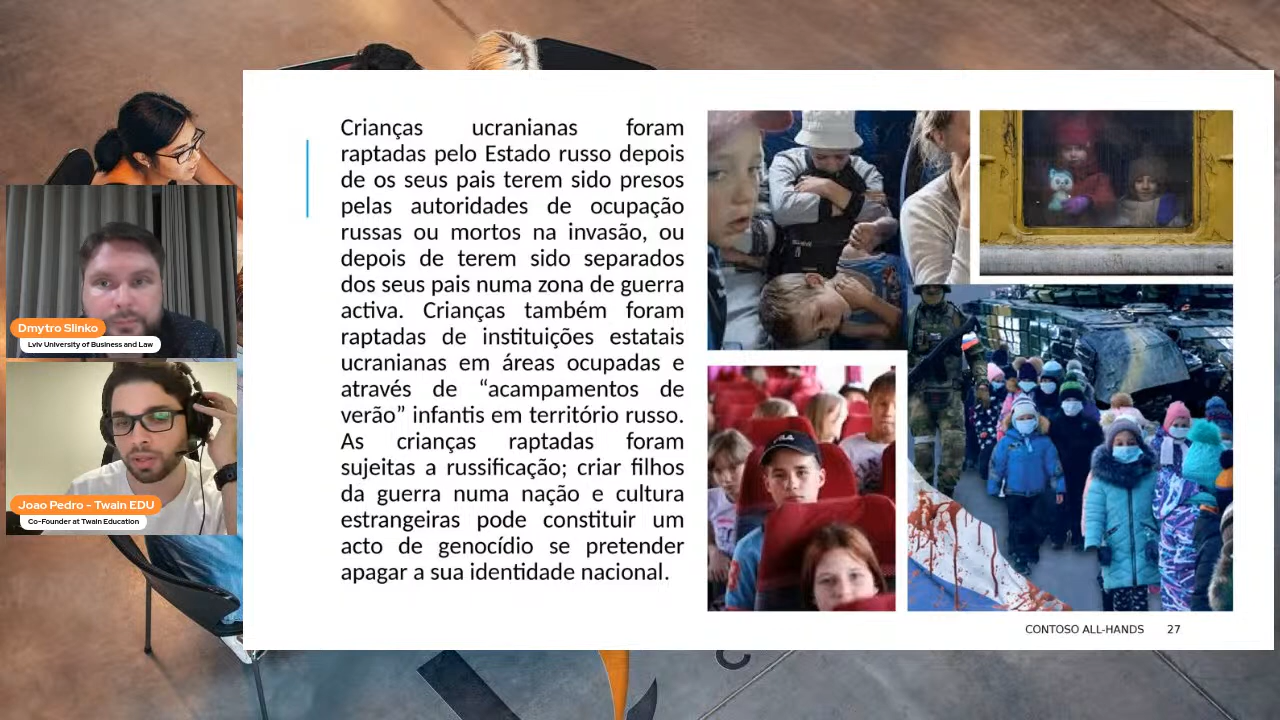 Crianças ucranianas foram
raptadas pelo Estado russo depois
de os seus pais terem sido presos
pelas autoridades de ocupação
russas ou mortos na invasão, ou
depois de terem sido separados
dos seus pais numa zona de guerra
activa. Crianças também foram
raptadas de instituições estatais
ucranianas em áreas ocupadas e
através de “acampamentos de
verão” infantis em território russo.
As crianças raptadas foram
sujeitas a russificação; criar filhos
da guerra numa nação e cultura
estrangeiras pode constituir um
acto de genocídio se pretender
apagar a sua identidade nacional.
CONTOSO ALL-HANDS 27
Dmytro Slinko
Lviv University of Business and Law
Joao Pedro - Twain EDU
Co-Founder at Twain Education
FILA